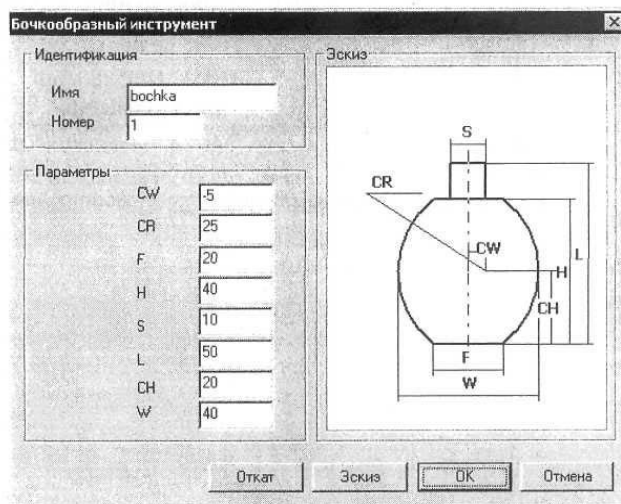 Бочкообразный инструмент
Идентификация
Имя bochka
Номер 1
Параметры
CW -5
CR 25
F 20
H 40
S 10
L 50
CH 20
W 40
Эскиз
S
CR
CW
L
H
CH
F
W
Откат Эскиз OK Отмена